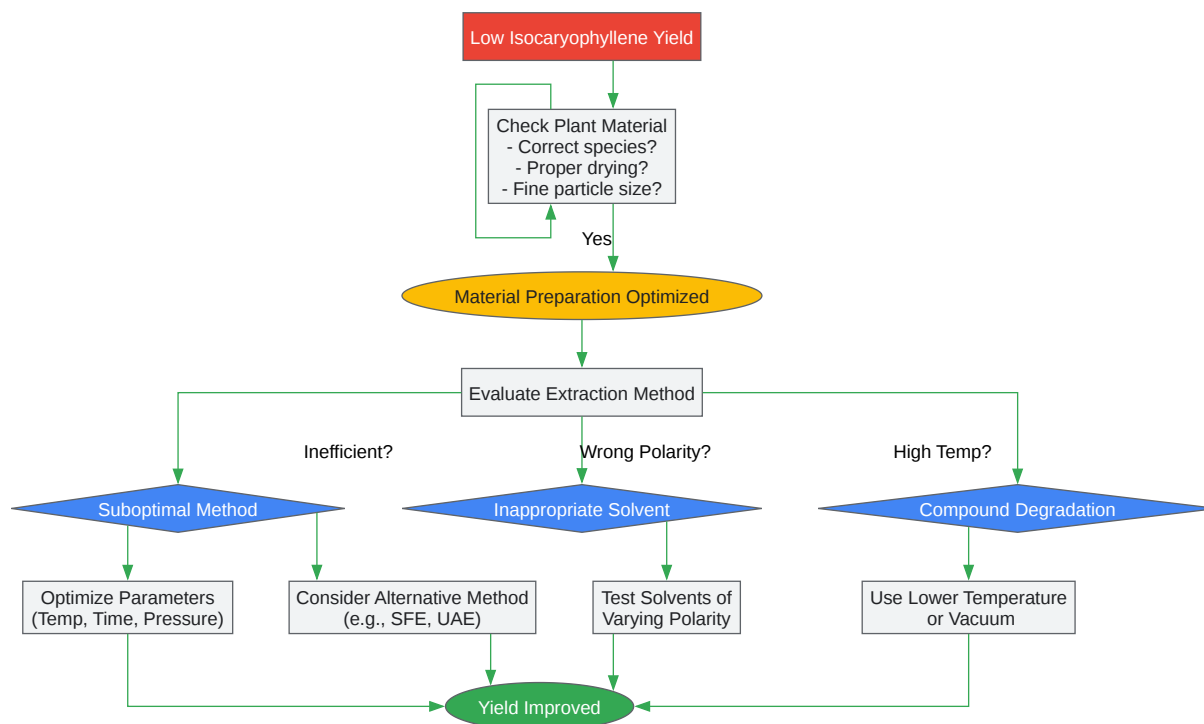 Low Isocaryophyllene Yield
Check Plant Material
- Correct species?
- Proper drying?
- Fine particle size?
Yes
Material Preparation Optimized
Evaluate Extraction Method
Inefficient?
Wrong Polarity?
High Temp?
Suboptimal Method
Inappropriate Solvent
Compound Degradation
Optimize Parameters
(Temp, Time, Pressure)
Consider Alternative Method
(e.g., SFE, UAE)
Test Solvents of
Varying Polarity
Use Lower Temperature
or Vacuum
Yield Improved